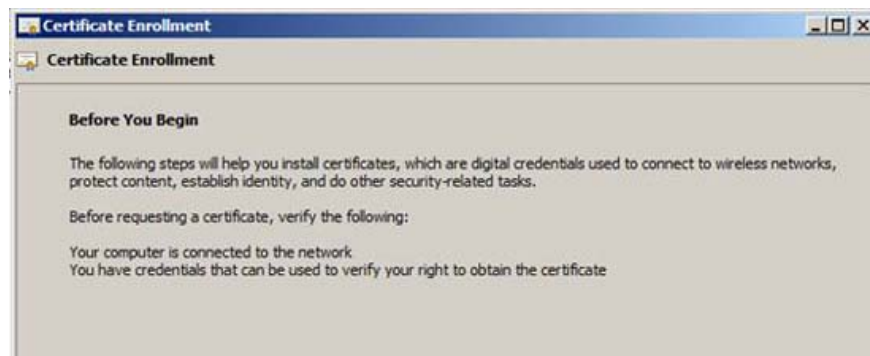 Certificate Enrollment
Certificate Enrollment
Before You Begin
The following steps will help you install certificates, which are digital credentials used to connect to wireless networks,
protect content, establish identity, and do other security-related tasks.
Before requesting a certificate, verify the following:
Your computer is connected to the network
You have credentials that can be used to verify your right to obtain the certificate